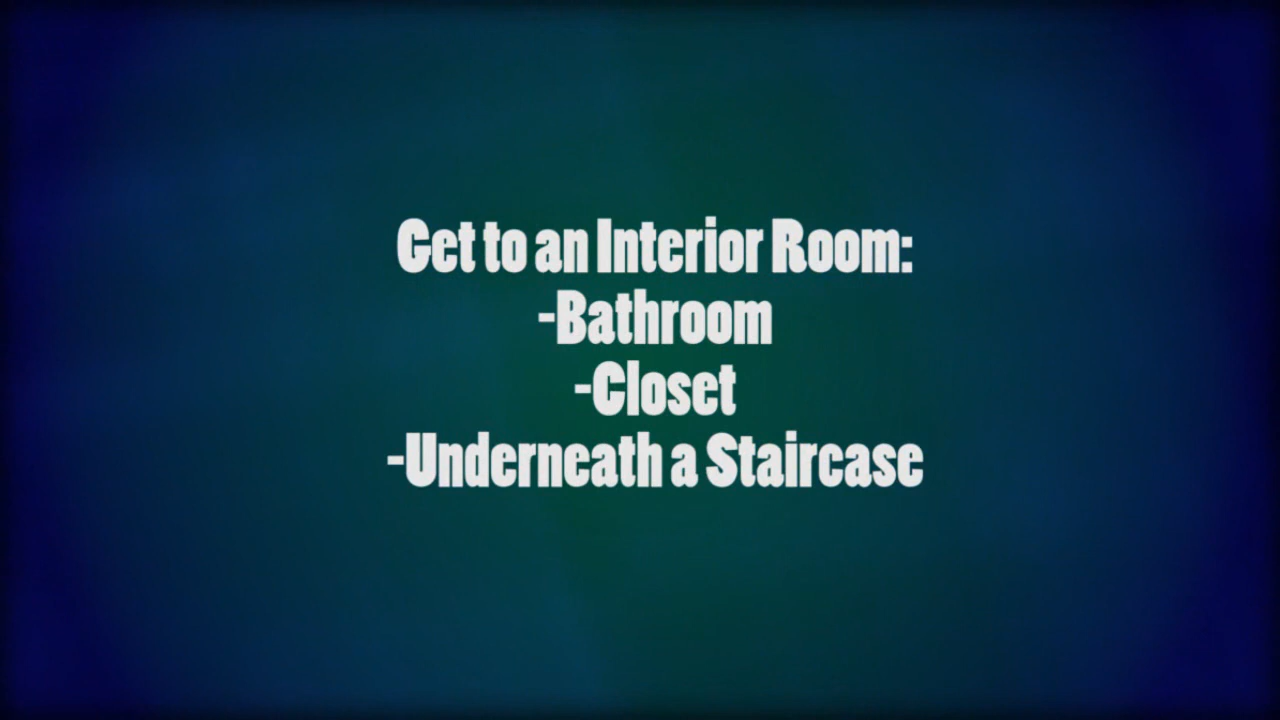 Get to an Interior Room:
-Bathroom
-Closet
-Underneath a Staircase